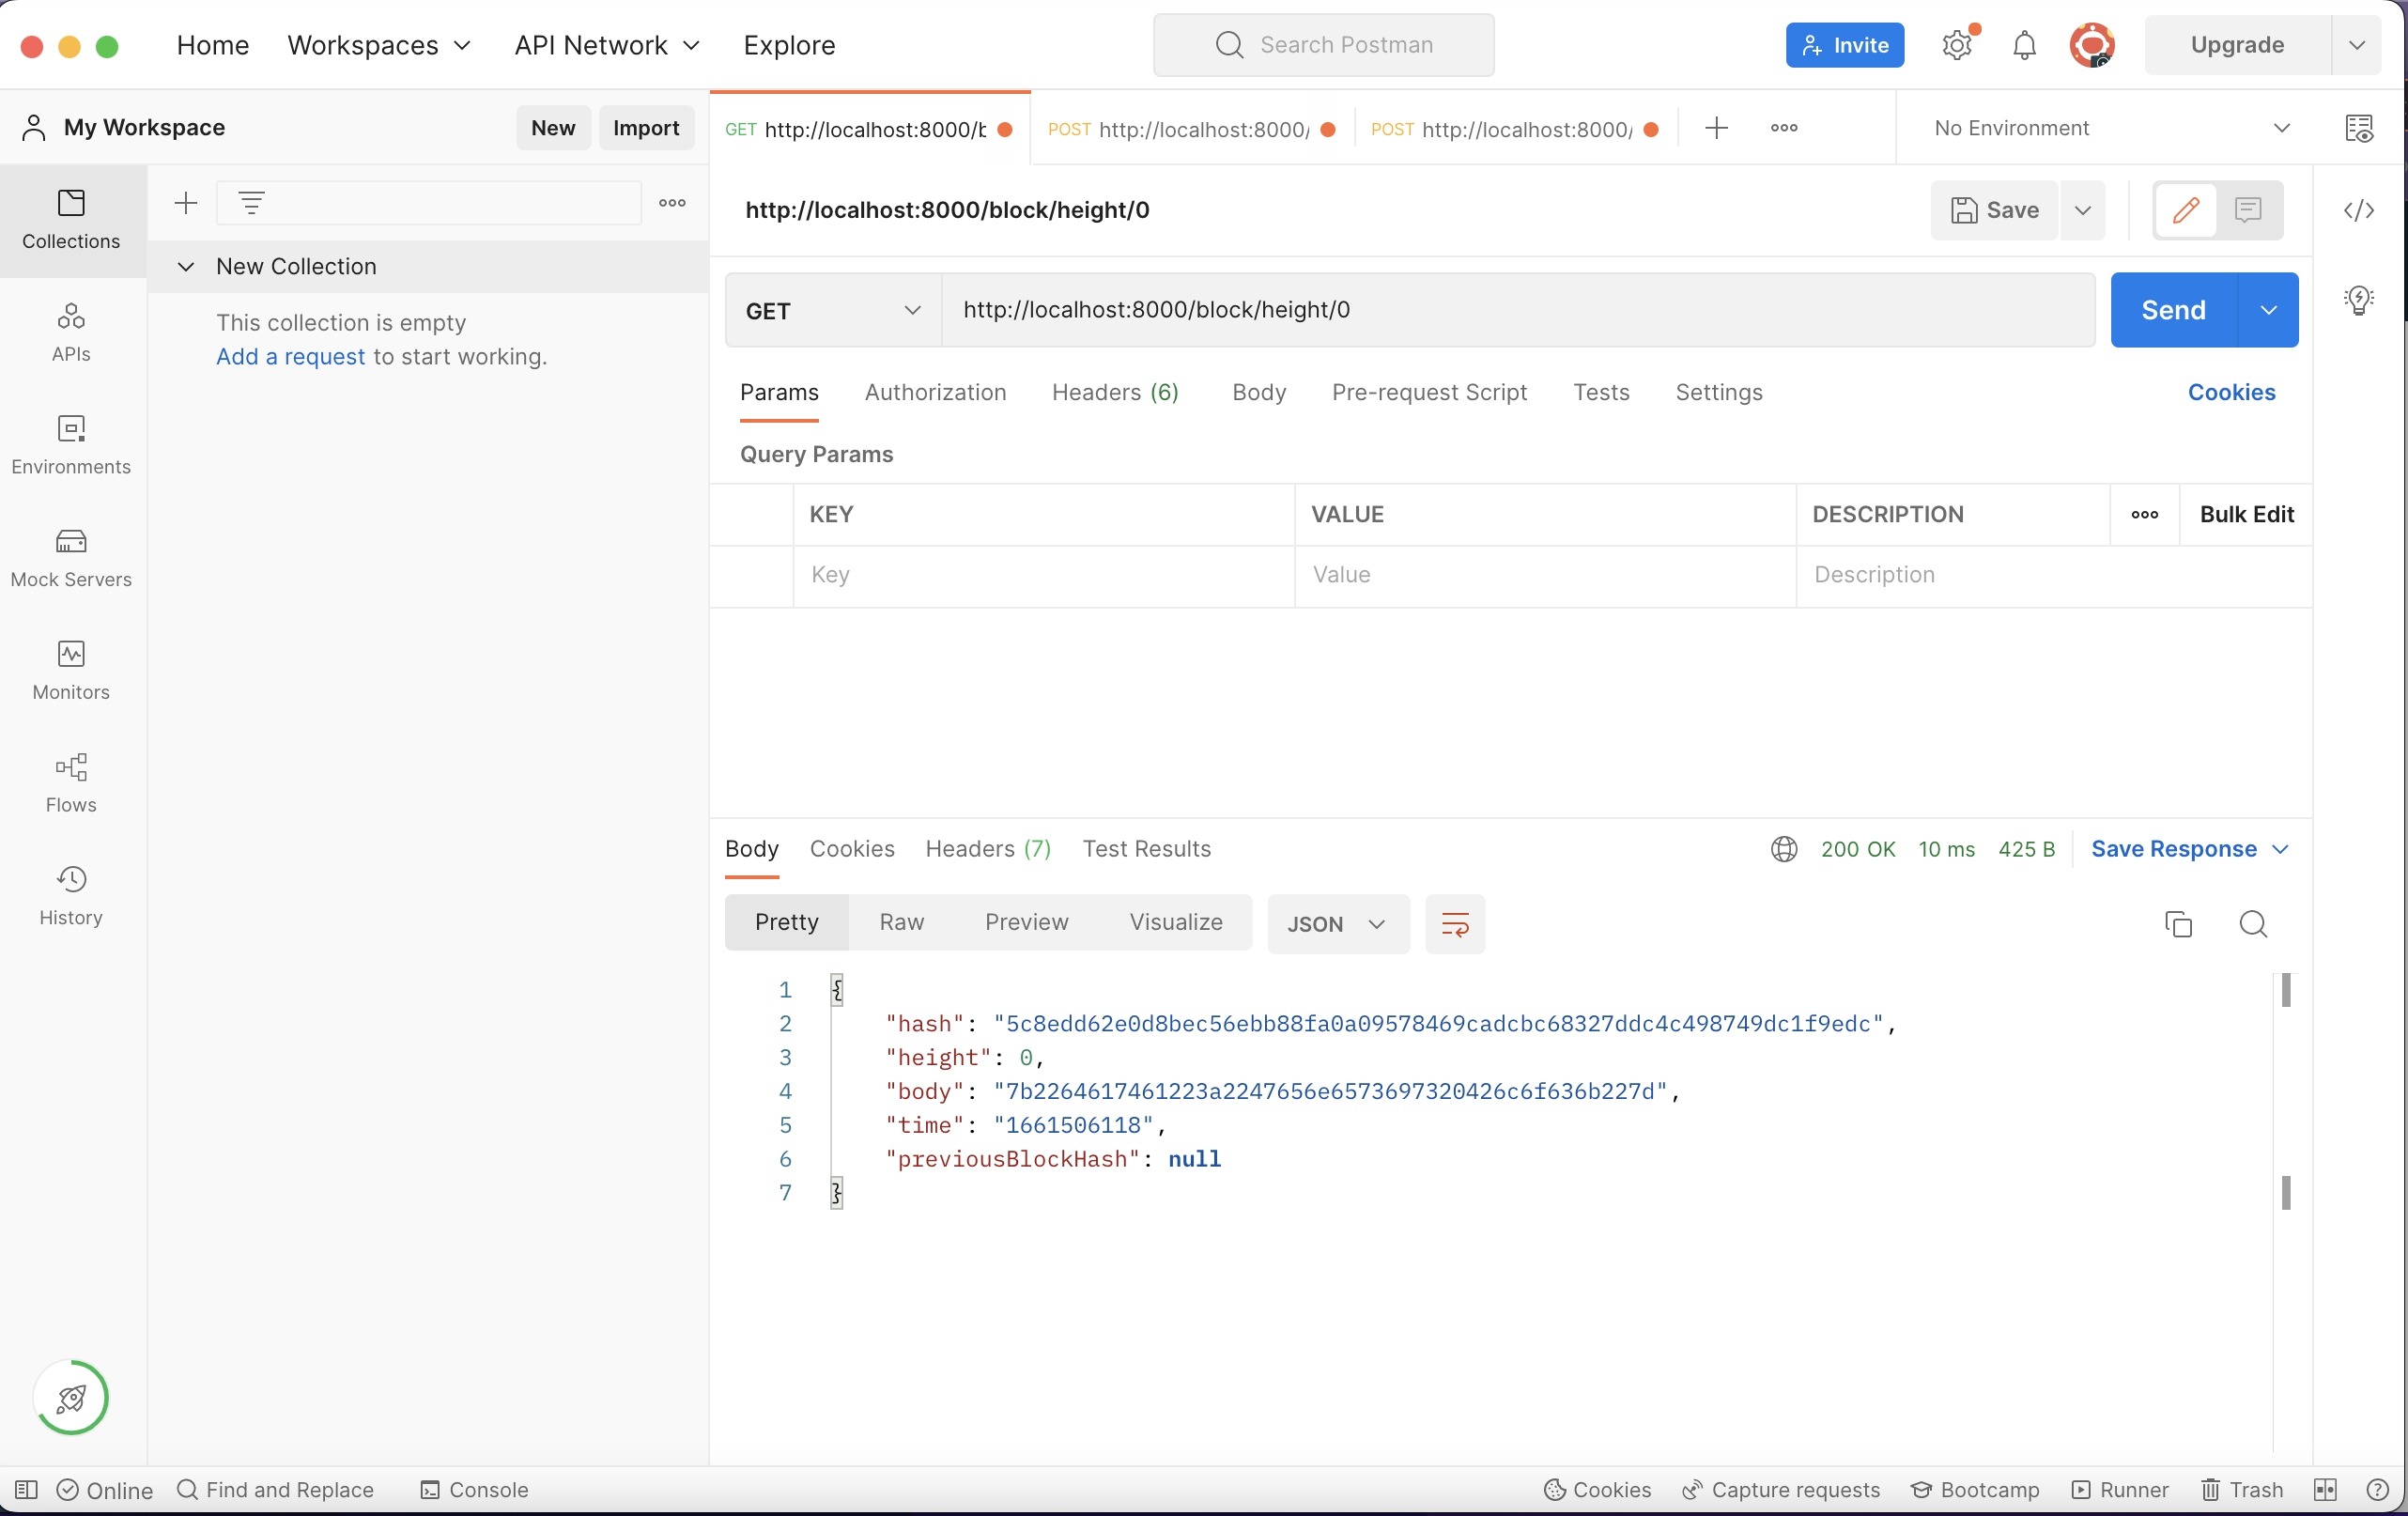 Home Workspaces API Network Explore Search Postman Invite Upgrade
My Workspace New Import
GET http://localhost:8000/b POST http://localhost:8000/ POST http://localhost:8000/ No Environment
Collections
APIs
Environments
Mock Servers
Monitors
Flows
History
New Collection
This collection is empty
Add a request to start working.
http://localhost:8000/block/height/0
Save
GET http://localhost:8000/block/height/0 Send
Params Authorization Headers (6) Body Pre-request Script Tests Settings Cookies
Query Params
KEY VALUE DESCRIPTION Bulk Edit
Key Value Description
Body Cookies Headers (7) Test Results 200 OK 10 ms 425 B Save Response
Pretty Raw Preview Visualize JSON
1 {
2 "hash": "5c8edd62e0d8bec56ebb88fa0a09578469cadcbc68327ddc4c498749dc1f9edc",
3 "height": 0,
4 "body": "7b2264617461223a2247656e6573697320426c6f636b227d",
5 "time": "1661506118",
6 "previousBlockHash": null
7 }
Online Find and Replace Console Cookies Capture requests Bootcamp Runner Trash